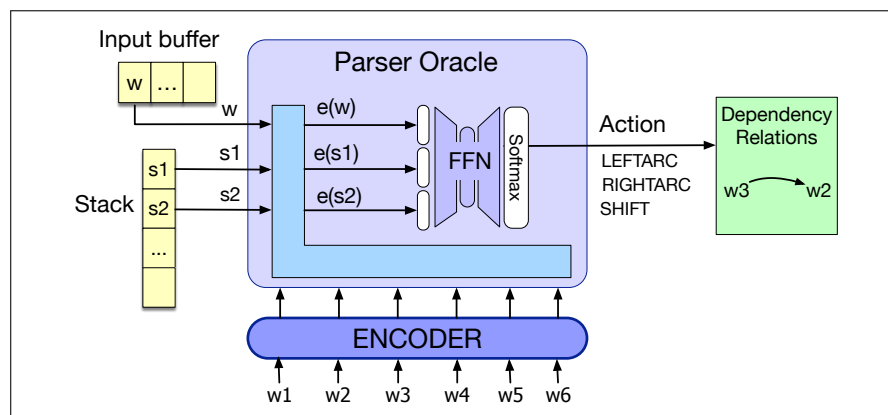 Input buffer
w ...
w
Stack
s1
s2
...
s1
s2
Parser Oracle
e(w)
e(s1)
e(s2)
FFN
Softmax
Action
LEFTARC
RIGHTARC
SHIFT
Dependency
Relations
w3 w2
ENCODER
w1 w2 w3 w4 w5 w6